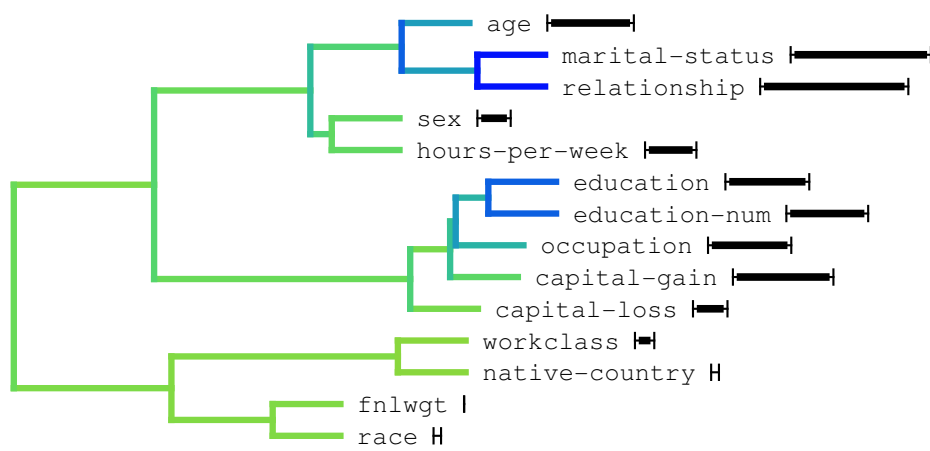 age
marital-status
relationship
sex
hours-per-week
education
education-num
occupation
capital-gain
capital-loss
workclass
native-country
fnlwgt
race